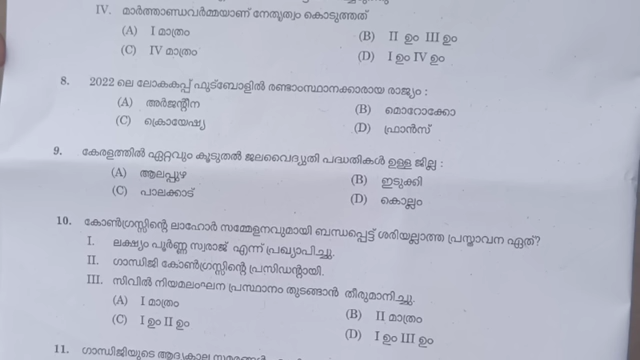 IV. മാർത്താണ്ഡവർമ്മയാണ് നേതൃത്വം കൊടുത്തത്
(A) I മാത്രം (B) II ഉം III ഉം
(C) IV മാത്രം (D) I ഉം IV ഉം
8. 2022 ലെ ലോകകപ്പ് ഫുട്ബോളിൽ രണ്ടാംസ്ഥാനക്കാരായ രാജ്യം :
(A) അർജന്റീന (B) മൊറോക്കോ
(C) ക്രൊയേഷ്യ (D) ഫ്രാൻസ്
9. കേരളത്തിൽ ഏറ്റവും കൂടുതൽ ജലവൈദ്യുതി പദ്ധതികൾ ഉള്ള ജില്ല :
(A) ആലപ്പുഴ (B) ഇടുക്കി
(C) പാലക്കാട് (D) കൊല്ലം
10. കോൺഗ്രസ്സിന്റെ ലാഹോർ സമ്മേളനവുമായി ബന്ധപ്പെട്ട് ശരിയല്ലാത്ത പ്രസ്താവന ഏത്?
I. ലക്ഷ്യം പൂർണ്ണ സ്വരാജ് എന്ന് പ്രഖ്യാപിച്ചു.
II. ഗാന്ധിജി കോൺഗ്രസ്സിന്റെ പ്രസിഡന്റായി.
III. സിവിൽ നിയമലംഘന പ്രസ്ഥാനം തുടങ്ങാൻ തീരുമാനിച്ചു.
(A) I മാത്രം (B) II മാത്രം
(C) I ഉം II ഉം (D) I ഉം III ഉം
11. ഗാന്ധിജിയുടെ ആദ്യകാല